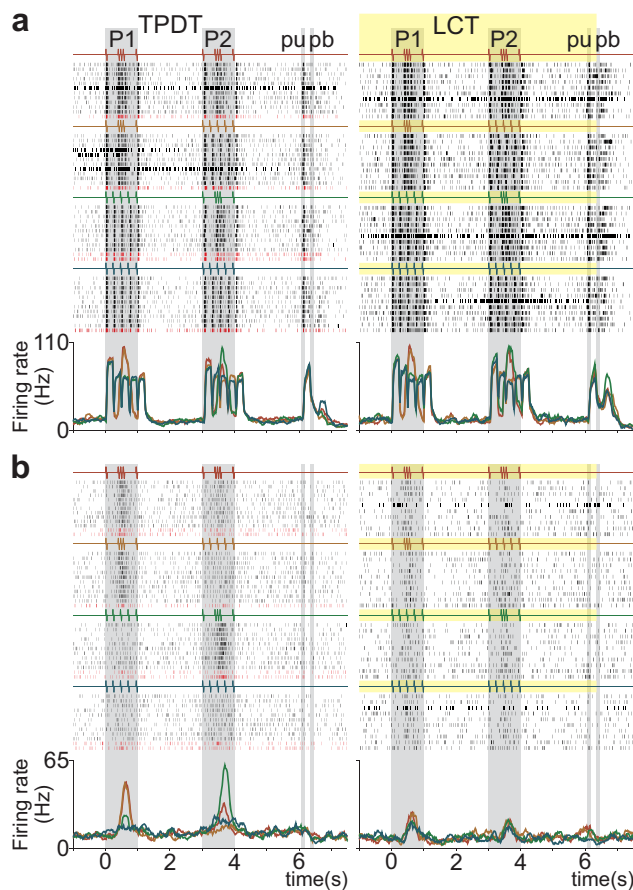 a
TPDT
LCT
P1 P2 pu pb
P1 P2 pu pb
110
Firing rate
(Hz)
0
b
65
Firing rate
(Hz)
0
0 2 4 6 time(s)
0 2 4 6 time(s)